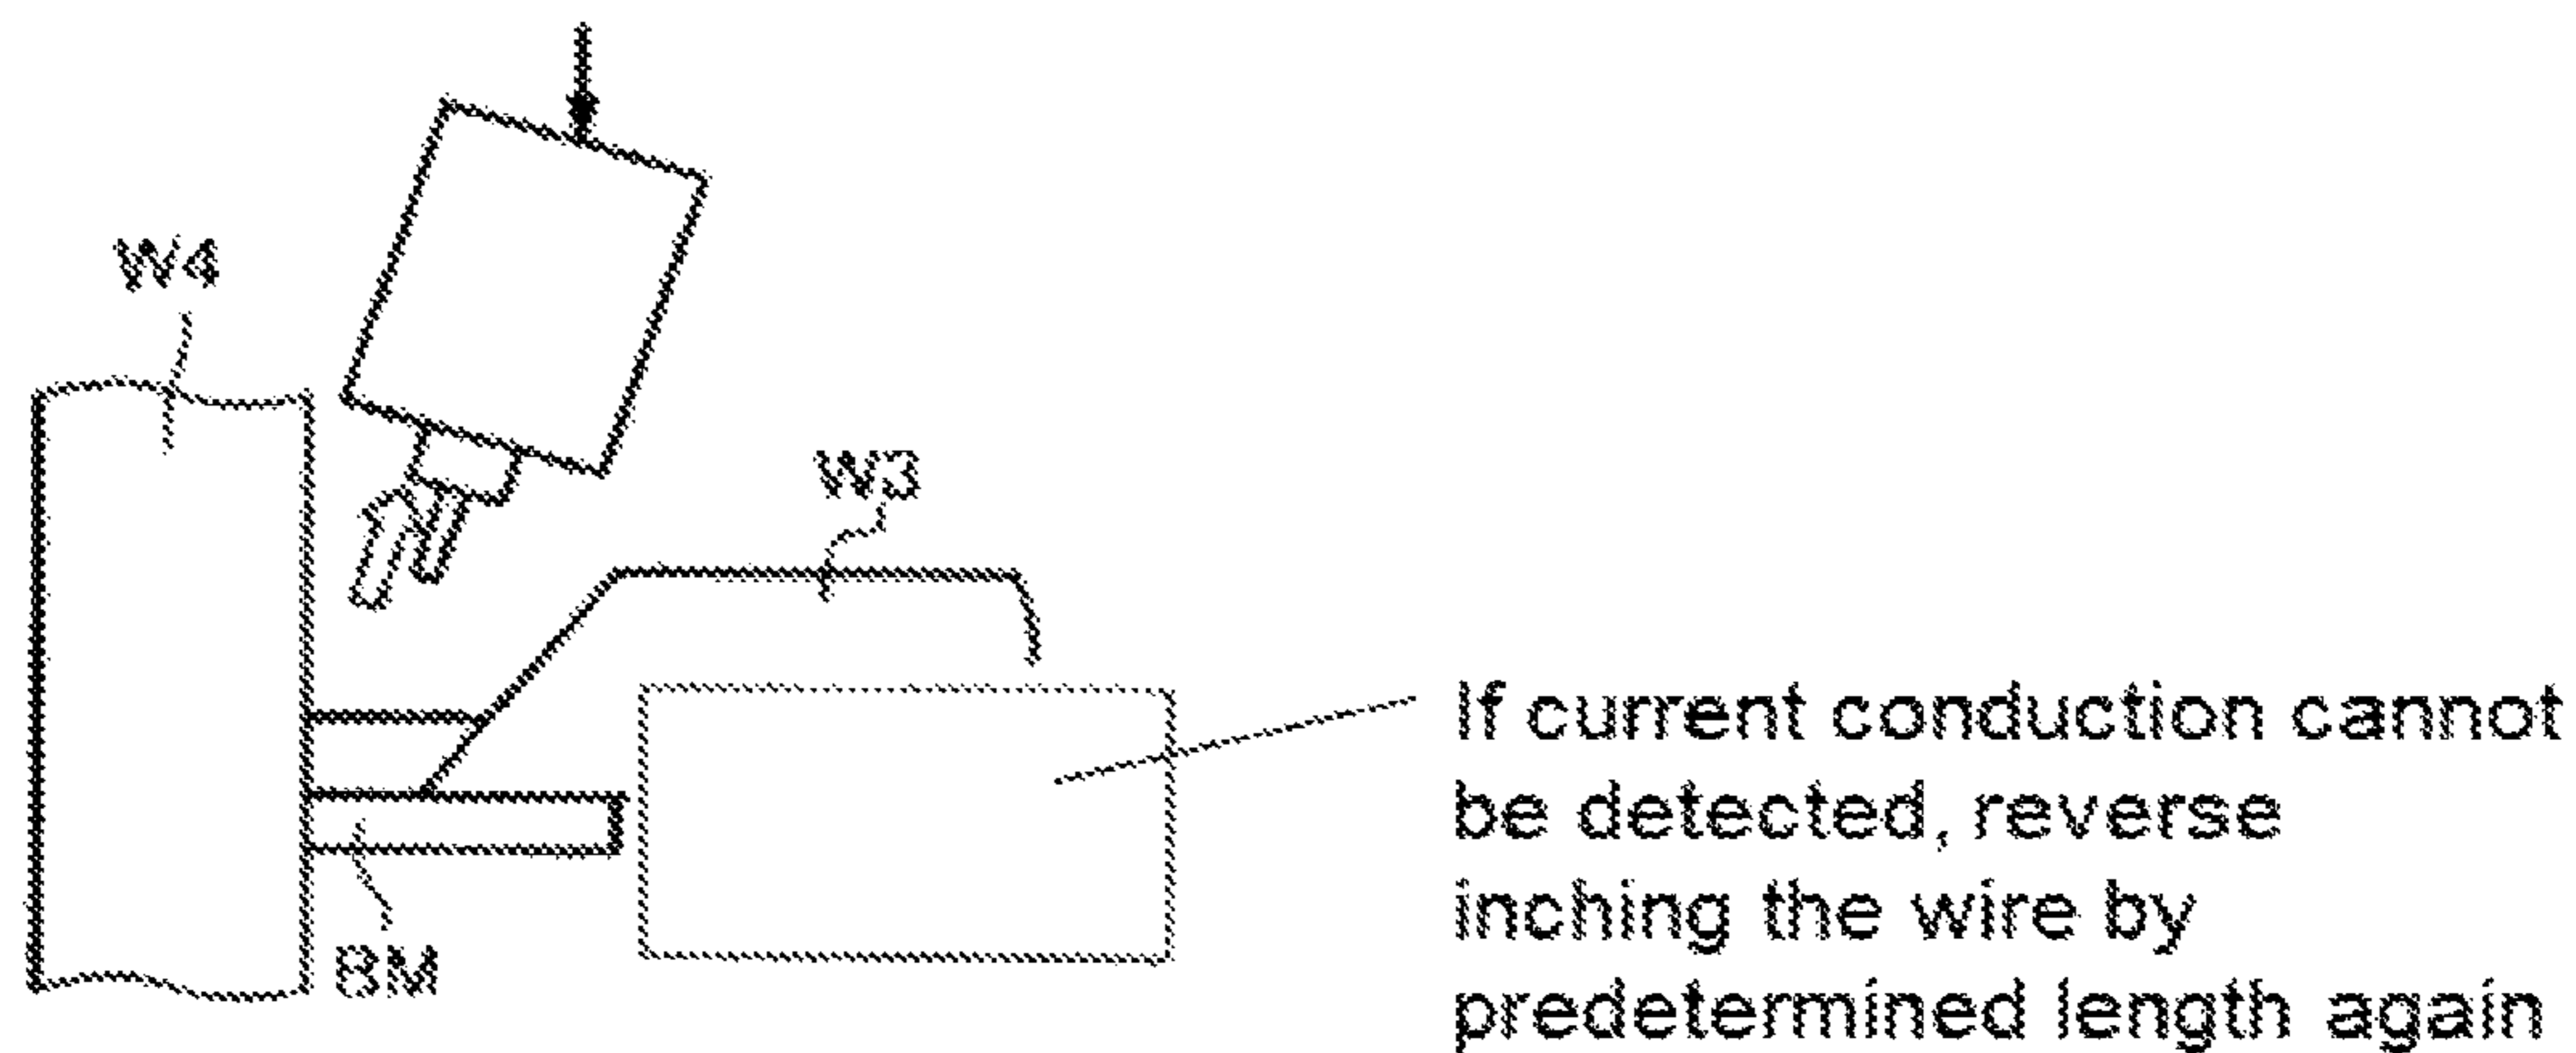 W4
W3
If current conduction cannot
be detected, reverse
inching the wire by
predetermined length again
BM